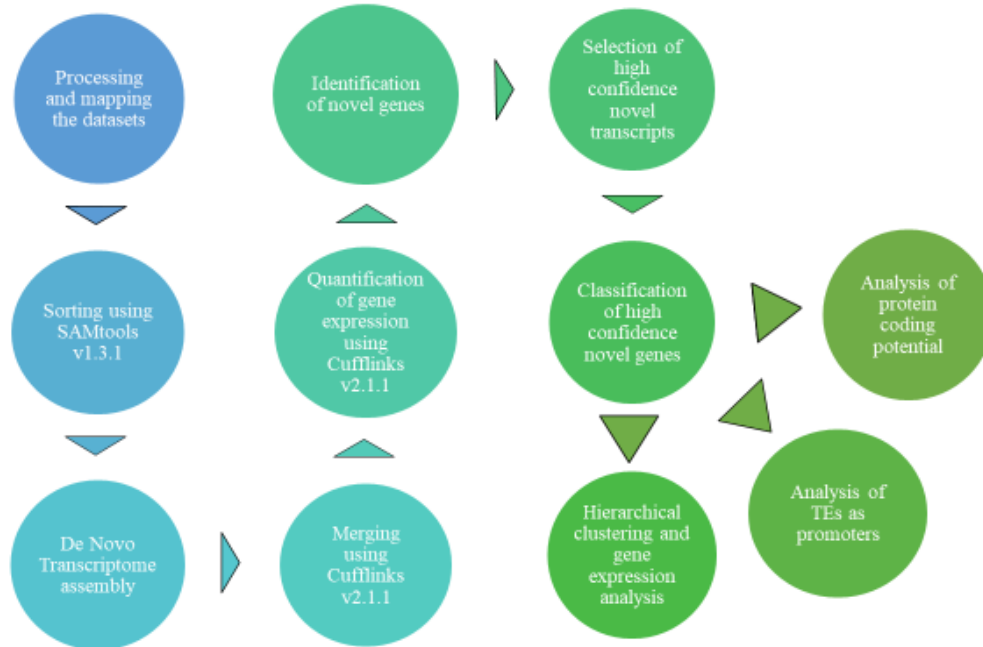 Processing
and mapping
the datasets
Sorting using
SAMtools
v1.3.1
De Novo
Transcriptome
assembly
Merging
using
Cufflinks
v2.1.1
Quantification
of gene
expression
using
Cufflinks
v2.1.1
Identification
of novel genes
Selection of
high
confidence
novel
transcripts
Classification
of high
confidence
novel genes
Analysis of
protein
coding
potential
Analysis of
TEs as
promoters
Hierarchical
clustering and
gene
expression
analysis